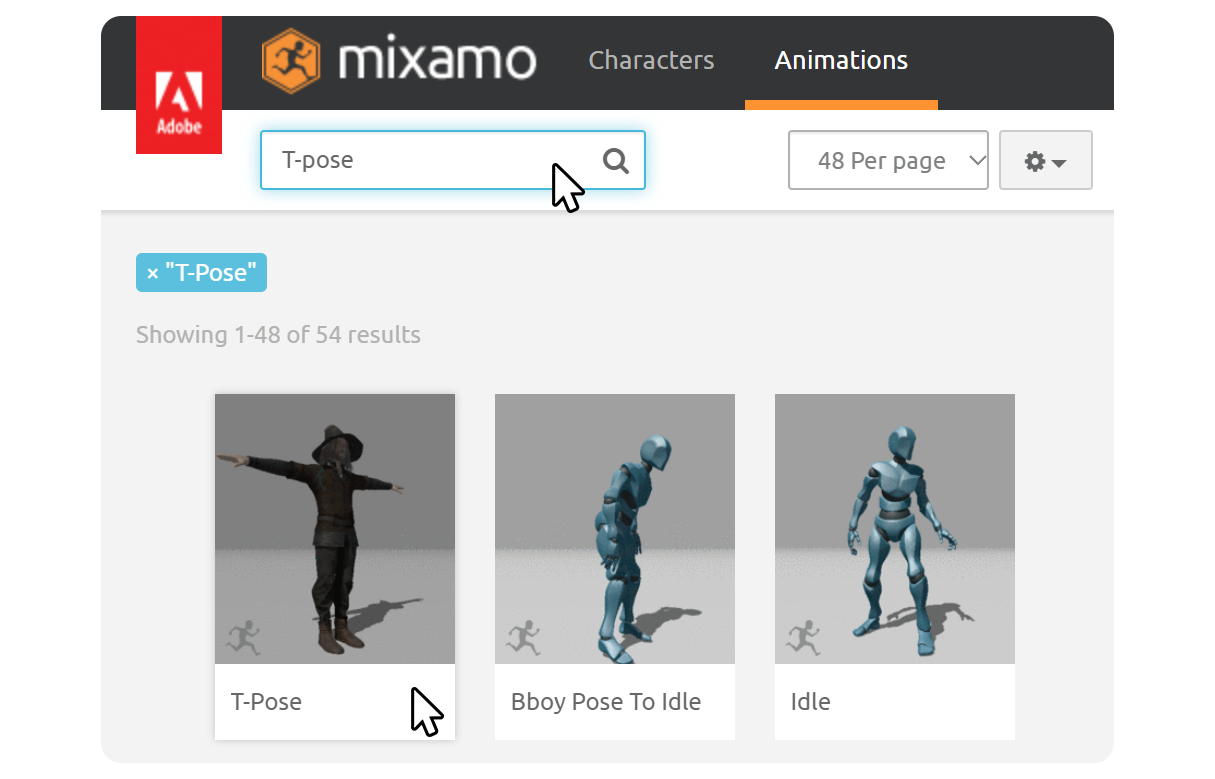 Adobe
mixamo
Characters
Animations
T-pose
48 Per page
× "T-Pose"
Showing 1-48 of 54 results
T-Pose
Bboy Pose To Idle
Idle